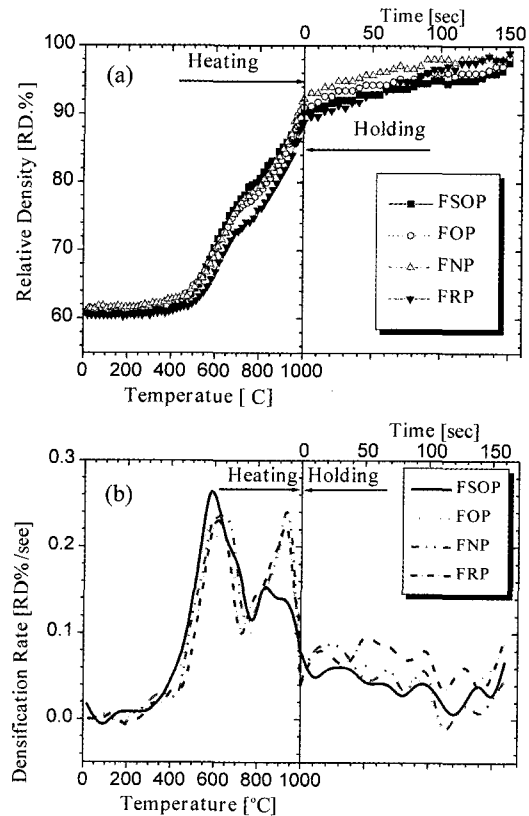 Time [sec]
0 50 100 150
100
(a)
Heating
90
Holding
80
70
60
Relative Density [RD.%]
FSOP
FOP
FNP
FRP
0 200 400 600 800 1000
Temperatue [ C]
Time [sec]
0 50 100 150
0.3
(b)
Heating Holding
0.2
0.1
0.0
Densification Rate [RD%/see]
FSOP
FOP
FNP
FRP
0 200 400 600 800 1000
Temperature [°C]